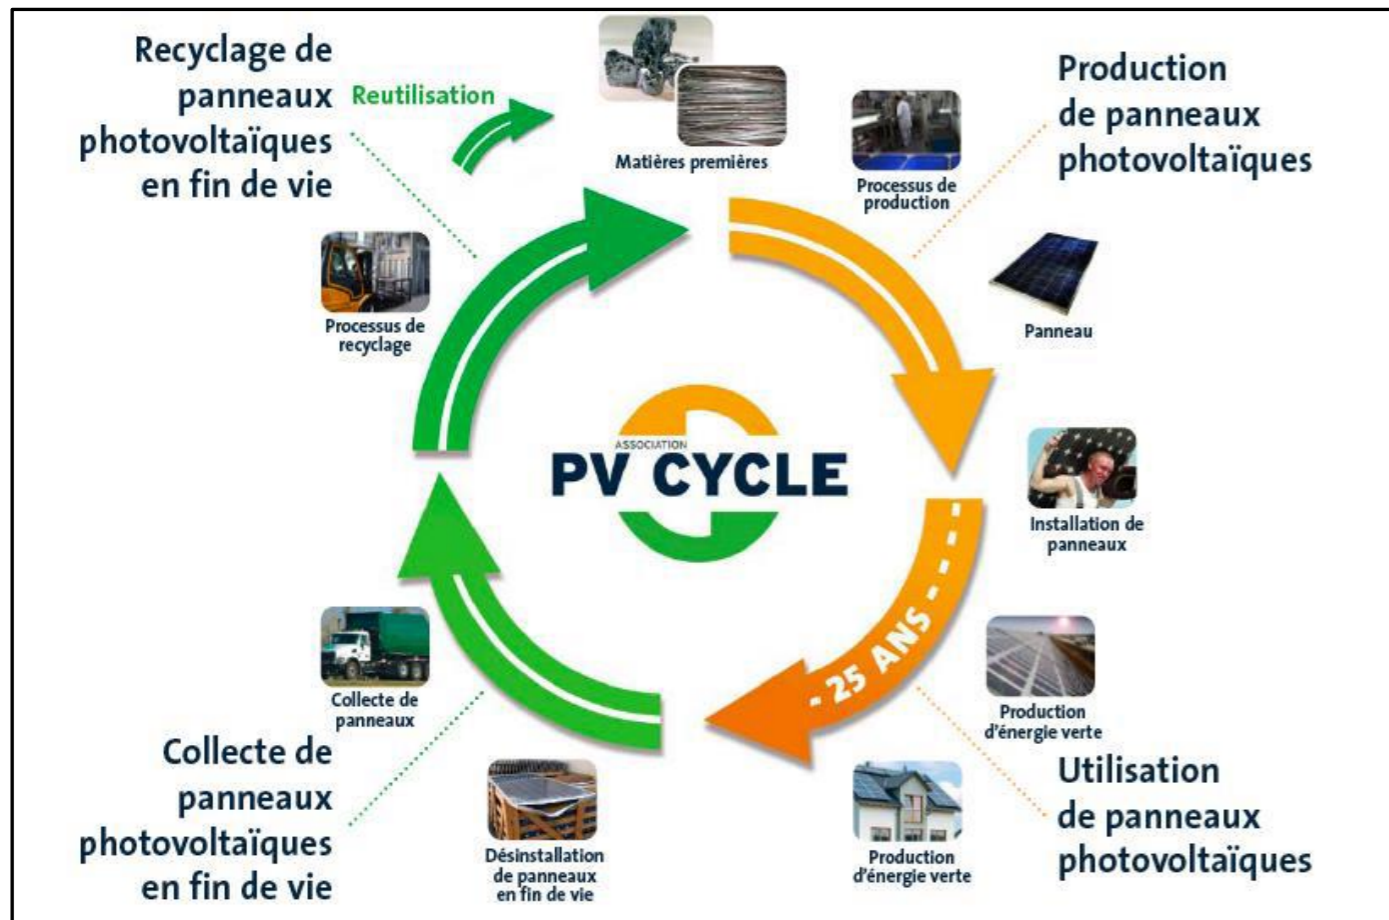 Recyclage de
panneaux
photovoltaïques
en fin de vie
Reutilisation
Matières premières
Processus de
production
Production
de panneaux
photovoltaïques
Panneau
Processus de
recyclage
ASSOCIATION
PV CYCLE
Installation de
panneaux
- 25 ANS - - -
Production
d'énergie verte
Collecte de
panneaux
Collecte de
panneaux
photovoltaïques
en fin de vie
Désinstallation
de panneaux
en fin de vie
Production
d'énergie verte
Utilisation
de panneaux
photovoltaïques